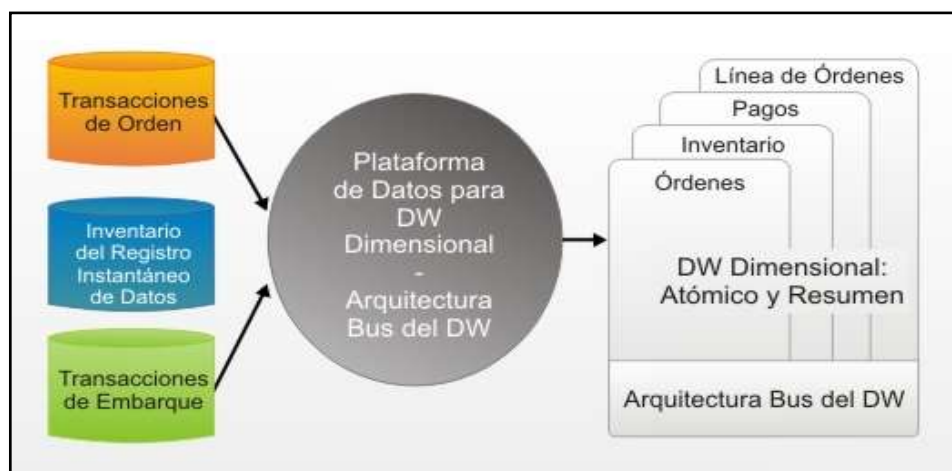 Transacciones
de Orden
Inventario
del Registro
Instantáneo
de Datos
Transacciones
de Embarque
Plataforma
de Datos para
DW
Dimensional
-
Arquitectura
Bus del DW
Línea de Órdenes
Pagos
Inventario
Órdenes
DW Dimensional:
Atómico y Resumen
Arquitectura Bus del DW